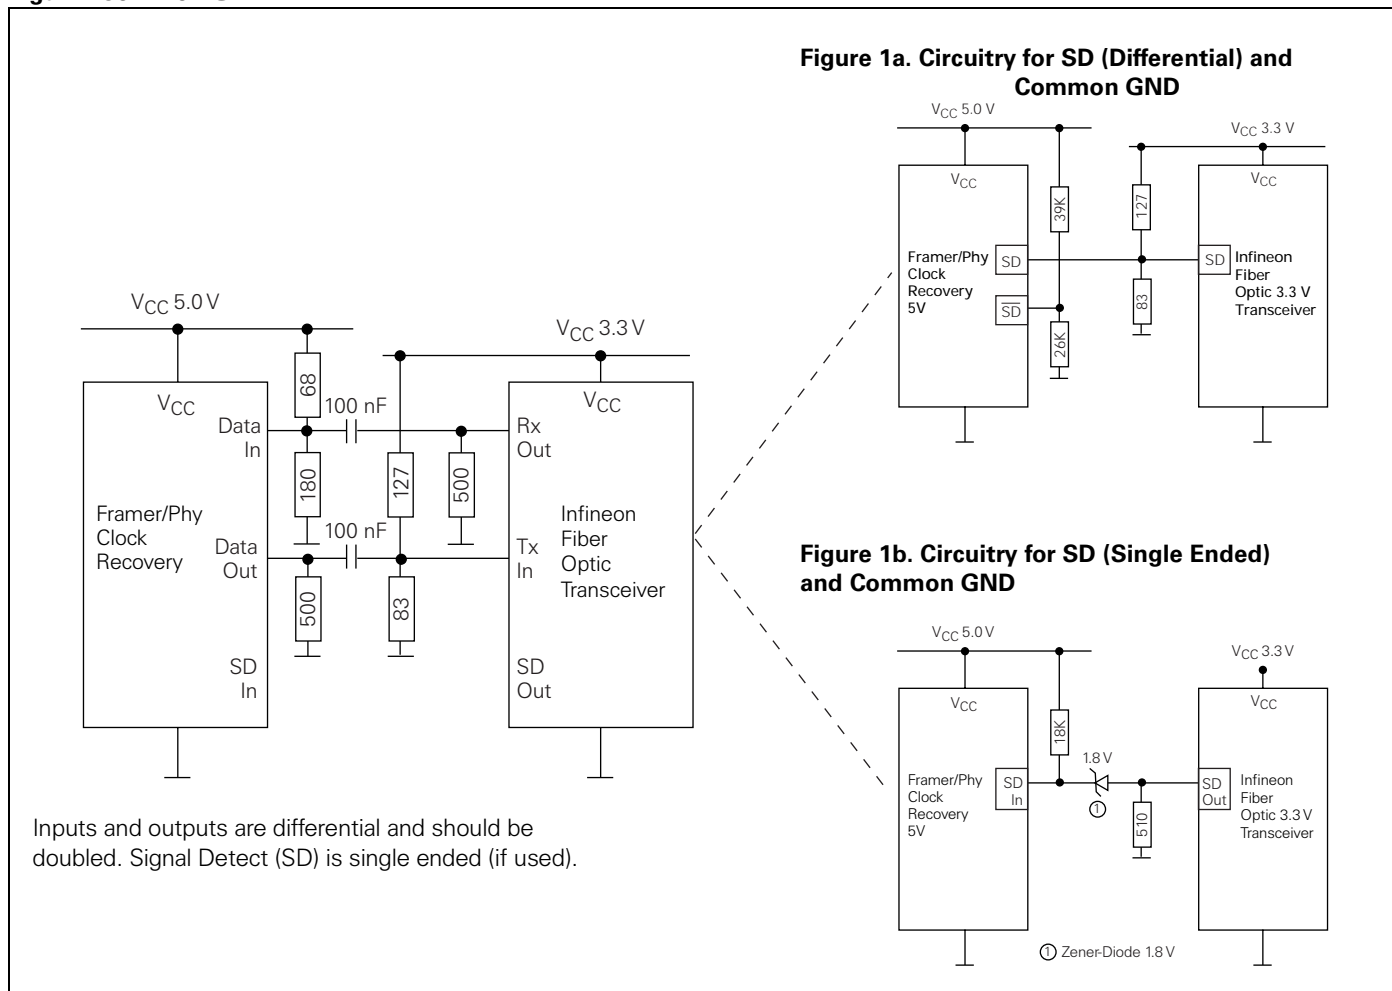 Figure 1a. Circuitry for SD (Differential) and
Common GND
VCC 5.0 V
VCC 3.3 V
VCC
VCC
39K
127
Framer/Phy
Clock
Recovery
5V
SD
SD
SD
Infineon
Fiber
Optic 3.3 V
Transceiver
83
26K
VCC 5.0 V
VCC 3.3 V
68
VCC
100 nF
VCC
Data
In
Rx
Out
180
127
500
Framer/Phy
Clock
Recovery
100 nF
Infineon
Fiber
Optic
Transceiver
Data
Out
Tx
In
500
83
SD
In
SD
Out
Inputs and outputs are differential and should be
doubled. Signal Detect (SD) is single ended (if used).
Figure 1b. Circuitry for SD (Single Ended)
and Common GND
VCC 5.0 V
VCC 3.3 V
VCC
VCC
18K
1.8 V
1
Framer/Phy
Clock
Recovery
5V
SD
In
SD
Out
Infineon
Fiber
Optic 3.3 V
Transceiver
510
① Zener-Diode 1.8 V